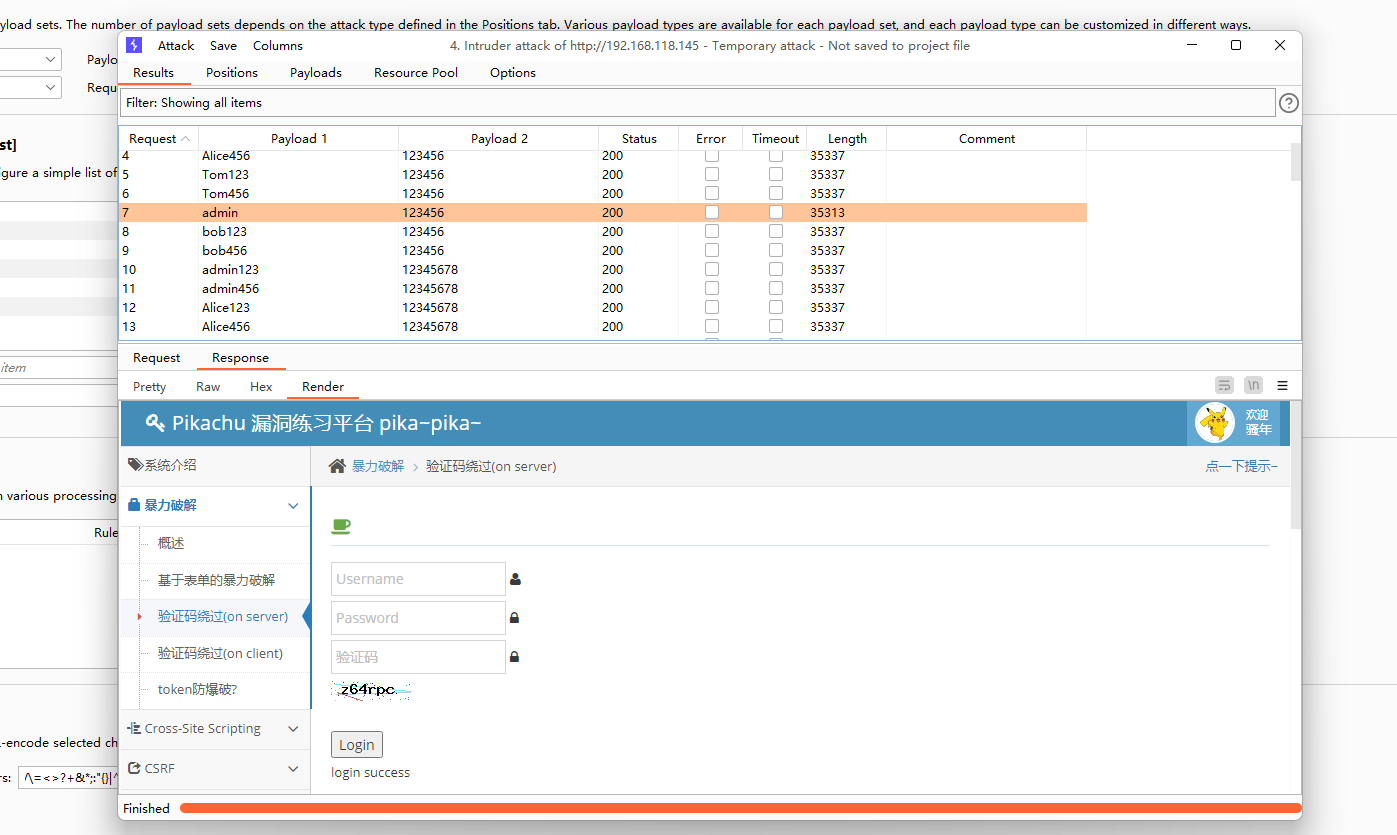 yload sets. The number of payload sets depends on the attack type defined in the Positions tab. Various payload types are available for each payload set, and each payload type can be customized in different ways.
Attack Save Columns 4. Intruder attack of http://192.168.118.145 - Temporary attack - Not saved to project file
Paylo
Results Positions Payloads Resource Pool Options
Requ
Filter: Showing all items
?
Request Payload 1 Payload 2 Status Error Timeout Length Comment
st]
4 Alice456 123456 200 35337
igure a simple list of
5 Tom123 123456 200 35337
6 Tom456 123456 200 35337
7 admin 123456 200 35313
8 bob123 123456 200 35337
9 bob456 123456 200 35337
10 admin123 12345678 200 35337
11 admin456 12345678 200 35337
12 Alice123 12345678 200 35337
13 Alice456 12345678 200 35337
Request Response
item
Pretty Raw Hex Render \n
Pikachu 漏洞练习平台 pika~pika~
欢迎
骚年
系统介绍
暴力破解 › 验证码绕过(on server) 点一下提示~
n various processing
暴力破解
Rule
概述
基于表单的暴力破解
Username
验证码绕过(on server)
Password
验证码绕过(on client)
验证码
token防爆破?
z64rpc
Cross-Site Scripting
-encode selected ch
Login
CSRF
login success
rs: /\=<>?+&*;:"{}|^
Finished